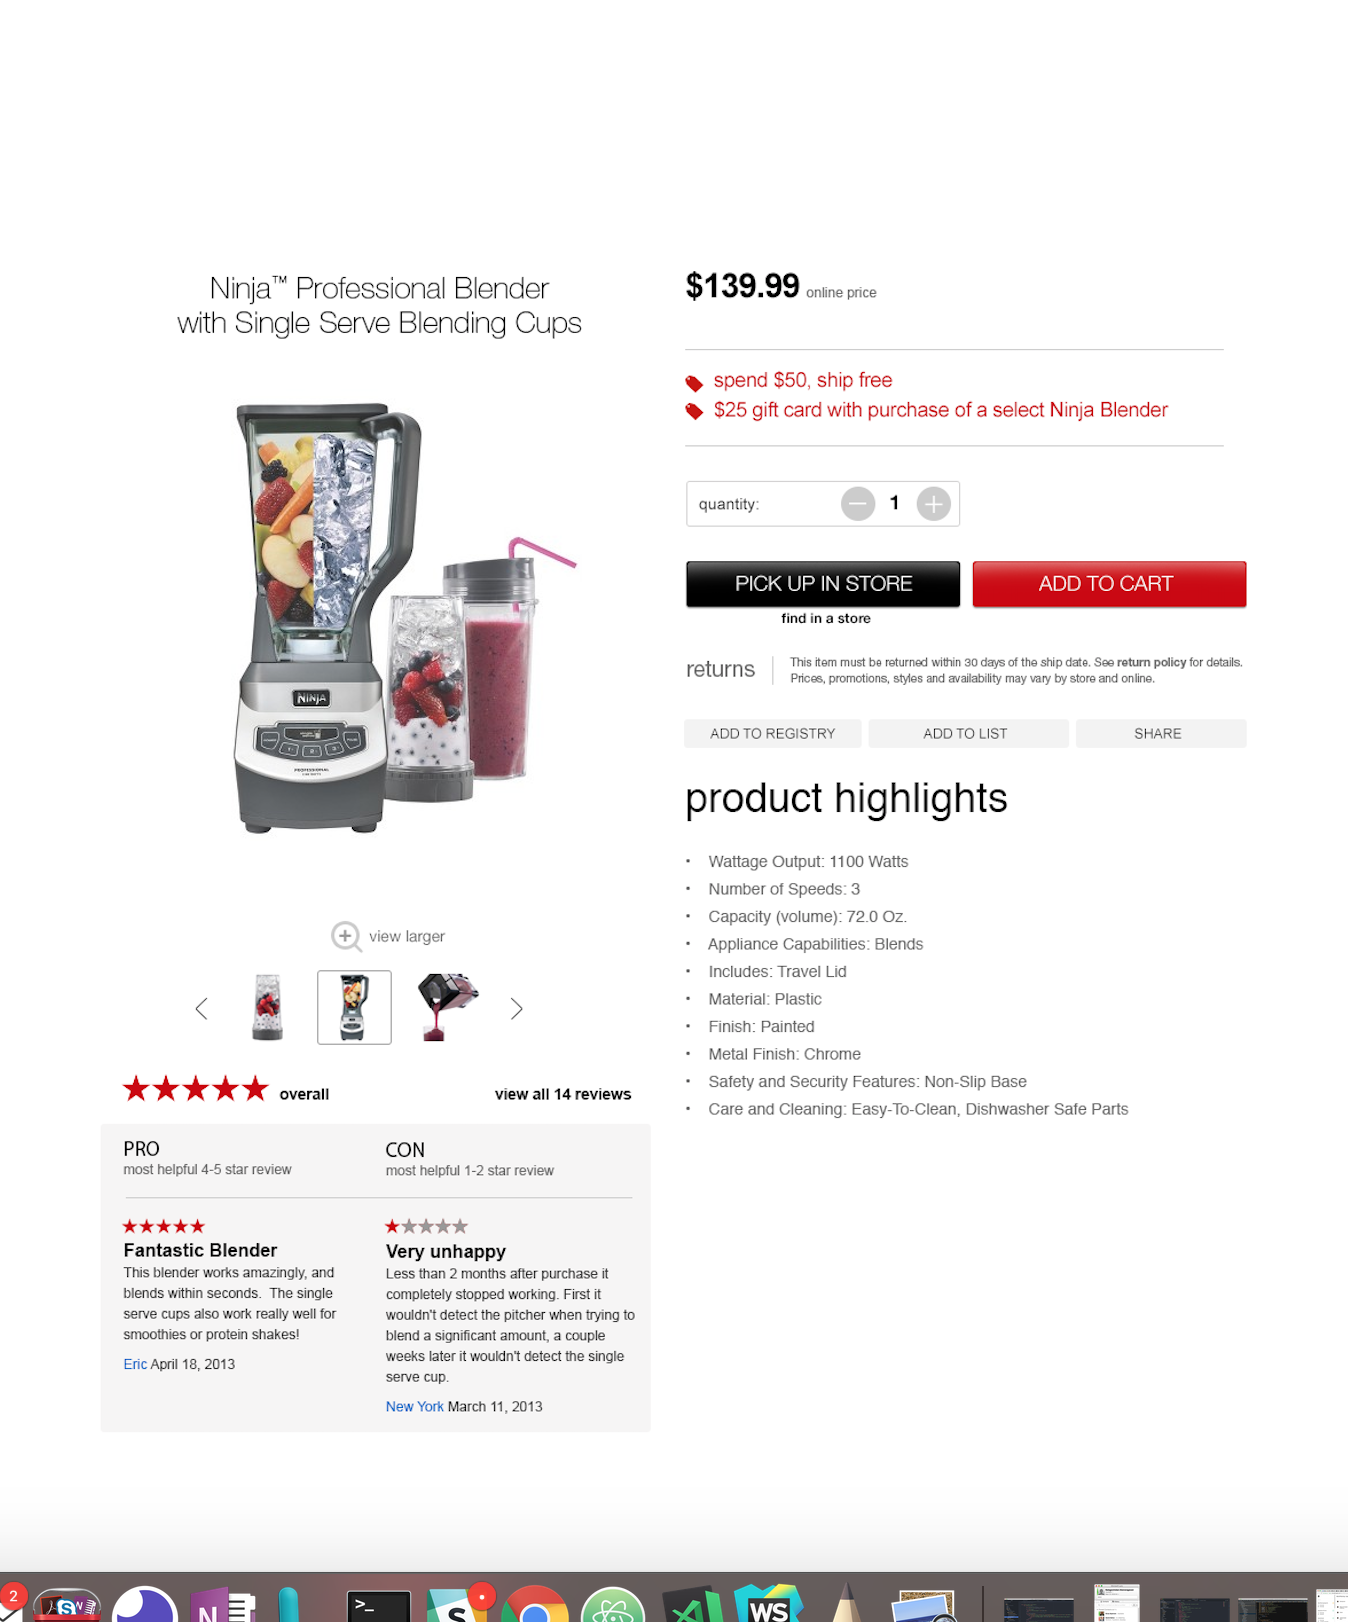 Ninja™ Professional Blender
with Single Serve Blending Cups
NINJA
PROFESSIONAL
view larger
overall
view all 14 reviews
PRO
most helpful 4-5 star review
CON
most helpful 1-2 star review
Fantastic Blender
This blender works amazingly, and
blends within seconds. The single
serve cups also work really well for
smoothies or protein shakes!
Eric April 18, 2013
Very unhappy
Less than 2 months after purchase it
completely stopped working. First it
wouldn't detect the pitcher when trying to
blend a significant amount, a couple
weeks later it wouldn't detect the single
serve cup.
New York March 11, 2013
$139.99 online price
spend $50, ship free
$25 gift card with purchase of a select Ninja Blender
quantity: 1
PICK UP IN STORE
ADD TO CART
find in a store
returns
This item must be returned within 30 days of the ship date. See return policy for details.
Prices, promotions, styles and availability may vary by store and online.
ADD TO REGISTRY
ADD TO LIST
SHARE
product highlights
• Wattage Output: 1100 Watts
• Number of Speeds: 3
• Capacity (volume): 72.0 Oz.
• Appliance Capabilities: Blends
• Includes: Travel Lid
• Material: Plastic
• Finish: Painted
• Metal Finish: Chrome
• Safety and Security Features: Non-Slip Base
• Care and Cleaning: Easy-To-Clean, Dishwasher Safe Parts
2
S
N
N
>_
S
WS